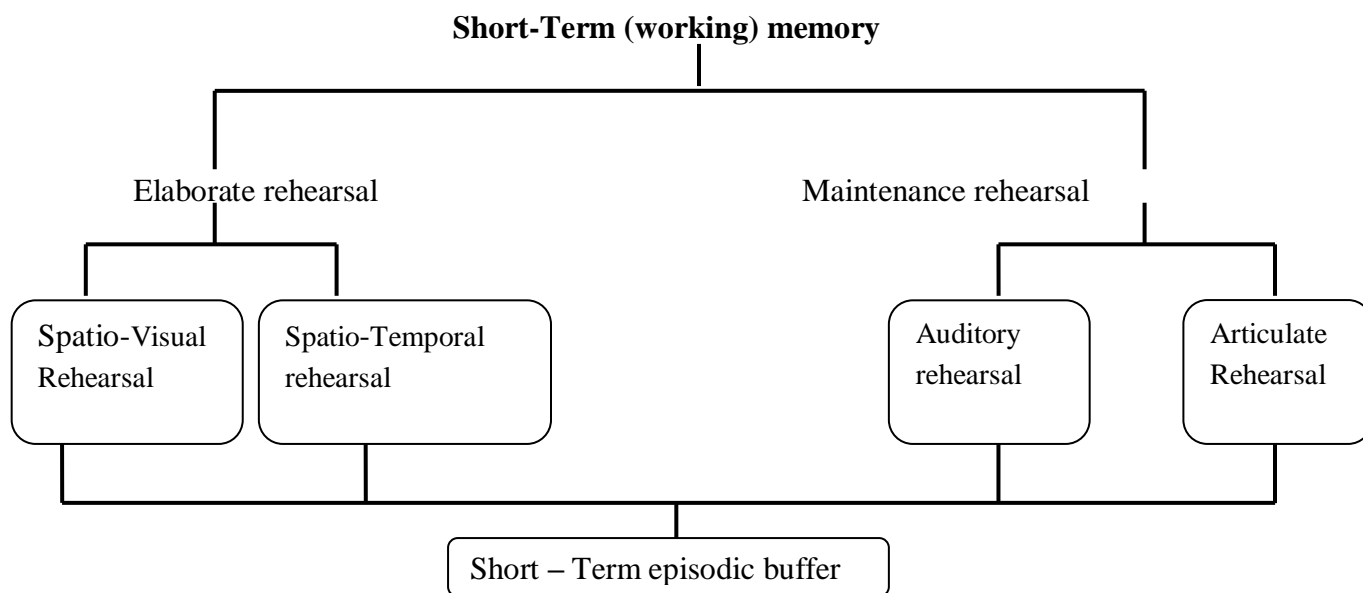 Short-Term (working) memory
Elaborate rehearsal
Maintenance rehearsal
Spatio-Visual
Rehearsal
Spatio-Temporal
rehearsal
Auditory
rehearsal
Articulate
Rehearsal
Short – Term episodic buffer